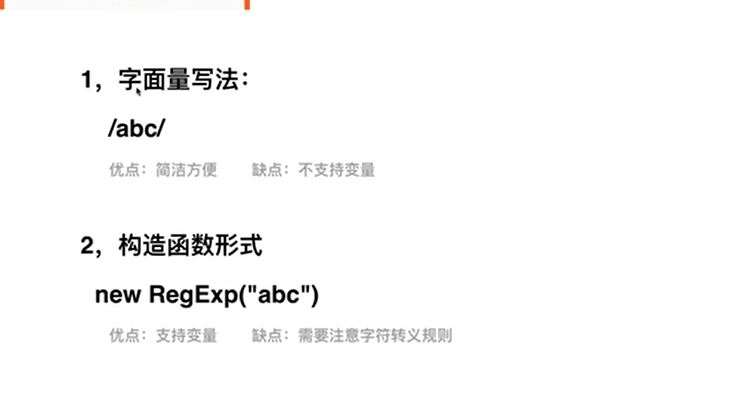 1，字面量写法：
/abc/
优点：简洁方便 缺点：不支持变量
2，构造函数形式
new RegExp("abc")
优点：支持变量 缺点：需要注意字符转义规则